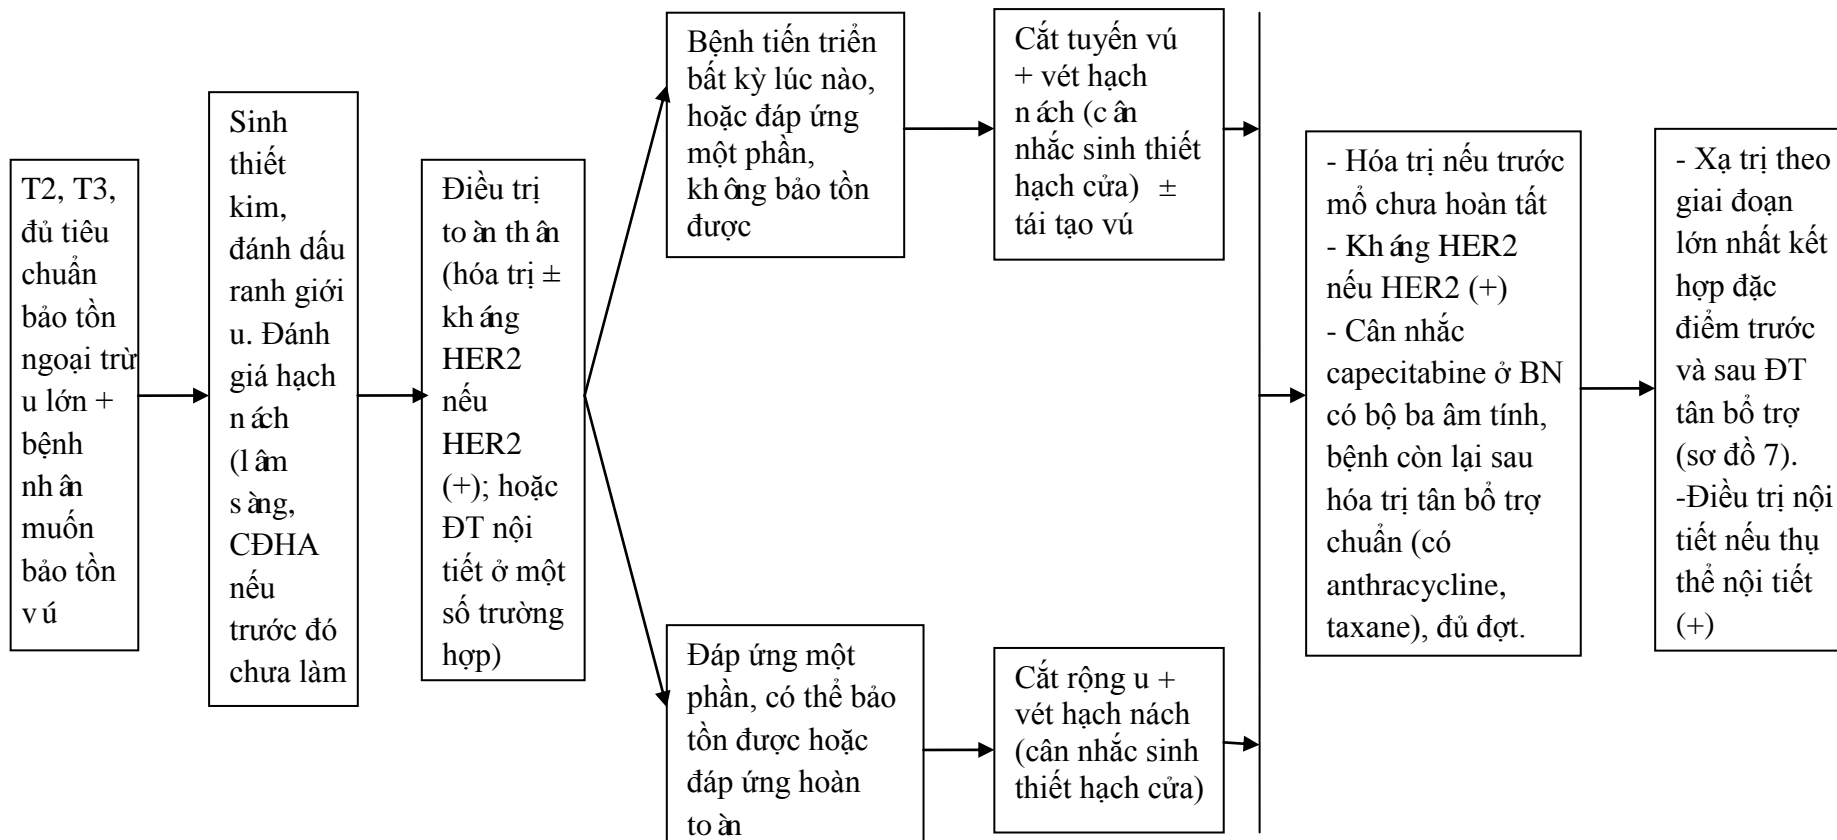 T2, T3,
đủ tiêu
chuẩn
bảo tồn
ngoại trừ
u lớn +
bệnh
nhân
muốn
bảo tồn
vú
Sinh
thiết
kim,
đánh dấu
ranh giới
u. Đánh
giá hạch
nách
(lâm
sàng,
CĐHA
nếu
trước đó
chưa làm
Điều trị
toàn thân
(hóa trị ±
kháng
HER2
nếu
HER2
(+); hoặc
ĐT nội
tiết ở một
số trường
hợp)
Bệnh tiến triển
bất kỳ lúc nào,
hoặc đáp ứng
một phần,
không bảo tồn
được
Cắt tuyến vú
+ vét hạch
nách (cân
nhắc sinh thiết
hạch cửa) ±
tái tạo vú
Đáp ứng một
phần, có thể bảo
tồn được hoặc
đáp ứng hoàn
toàn
Cắt rộng u +
vét hạch nách
(cân nhắc sinh
thiết hạch cửa)
- Hóa trị nếu trước
mổ chưa hoàn tất
- Kháng HER2
nếu HER2 (+)
- Cân nhắc
capecitabine ở BN
có bộ ba âm tính,
bệnh còn lại sau
hóa trị tân bổ trợ
chuẩn (có
anthracycline,
taxane), đủ đợt.
- Xạ trị theo
giai đoạn
lớn nhất kết
hợp đặc
điểm trước
và sau ĐT
tân bổ trợ
(sơ đồ 7).
-Điều trị nội
tiết nếu thụ
thể nội tiết
(+)